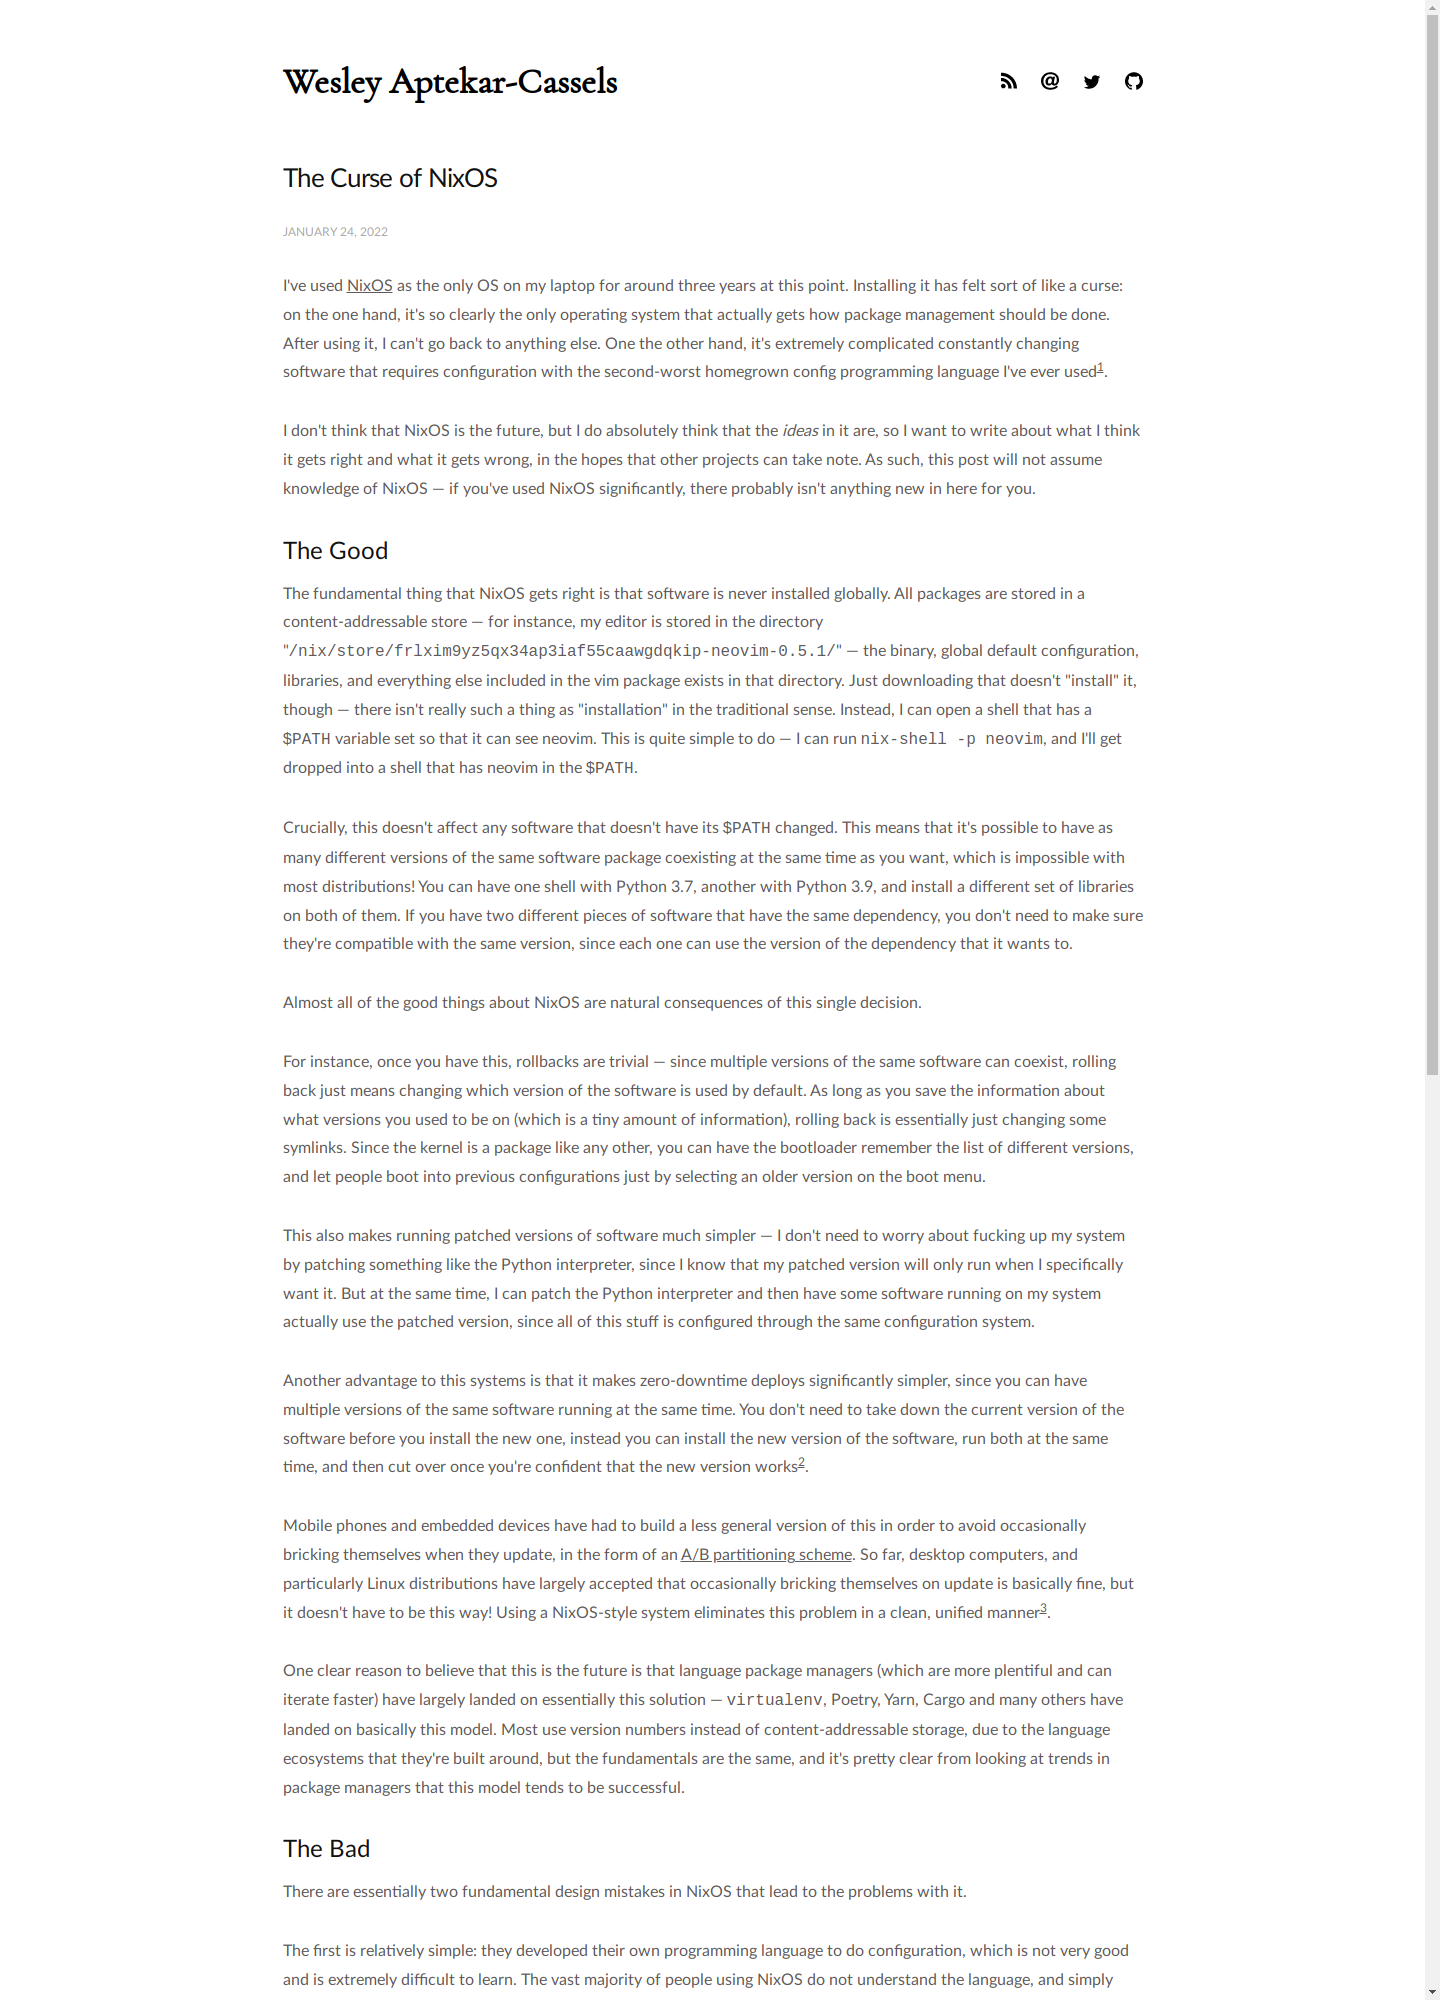 Wesley Aptekar-Cassels
The Curse of NixOS
JANUARY 24, 2022
I've used NixOS as the only OS on my laptop for around three years at this point. Installing it has felt sort of like a curse:
on the one hand, it's so clearly the only operating system that actually gets how package management should be done.
After using it, I can't go back to anything else. One the other hand, it's extremely complicated constantly changing
software that requires configuration with the second-worst homegrown config programming language I've ever used1.
I don't think that NixOS is the future, but I do absolutely think that the ideas in it are, so I want to write about what I think
it gets right and what it gets wrong, in the hopes that other projects can take note. As such, this post will not assume
knowledge of NixOS — if you've used NixOS significantly, there probably isn't anything new in here for you.
The Good
The fundamental thing that NixOS gets right is that software is never installed globally. All packages are stored in a
content-addressable store — for instance, my editor is stored in the directory
"/nix/store/frlxim9yz5qx34ap3iaf55caawgdqkip-neovim-0.5.1/" — the binary, global default configuration,
libraries, and everything else included in the vim package exists in that directory. Just downloading that doesn't "install" it,
though — there isn't really such a thing as "installation" in the traditional sense. Instead, I can open a shell that has a
$PATH variable set so that it can see neovim. This is quite simple to do — I can run nix-shell -p neovim, and I'll get
dropped into a shell that has neovim in the $PATH.
Crucially, this doesn't affect any software that doesn't have its $PATH changed. This means that it's possible to have as
many different versions of the same software package coexisting at the same time as you want, which is impossible with
most distributions! You can have one shell with Python 3.7, another with Python 3.9, and install a different set of libraries
on both of them. If you have two different pieces of software that have the same dependency, you don't need to make sure
they're compatible with the same version, since each one can use the version of the dependency that it wants to.
Almost all of the good things about NixOS are natural consequences of this single decision.
For instance, once you have this, rollbacks are trivial — since multiple versions of the same software can coexist, rolling
back just means changing which version of the software is used by default. As long as you save the information about
what versions you used to be on (which is a tiny amount of information), rolling back is essentially just changing some
symlinks. Since the kernel is a package like any other, you can have the bootloader remember the list of different versions,
and let people boot into previous configurations just by selecting an older version on the boot menu.
This also makes running patched versions of software much simpler — I don't need to worry about fucking up my system
by patching something like the Python interpreter, since I know that my patched version will only run when I specifically
want it. But at the same time, I can patch the Python interpreter and then have some software running on my system
actually use the patched version, since all of this stuff is configured through the same configuration system.
Another advantage to this systems is that it makes zero-downtime deploys significantly simpler, since you can have
multiple versions of the same software running at the same time. You don't need to take down the current version of the
software before you install the new one, instead you can install the new version of the software, run both at the same
time, and then cut over once you're confident that the new version works2.
Mobile phones and embedded devices have had to build a less general version of this in order to avoid occasionally
bricking themselves when they update, in the form of an A/B partitioning scheme. So far, desktop computers, and
particularly Linux distributions have largely accepted that occasionally bricking themselves on update is basically fine, but
it doesn't have to be this way! Using a NixOS-style system eliminates this problem in a clean, unified manner3.
One clear reason to believe that this is the future is that language package managers (which are more plentiful and can
iterate faster) have largely landed on essentially this solution — virtualenv, Poetry, Yarn, Cargo and many others have
landed on basically this model. Most use version numbers instead of content-addressable storage, due to the language
ecosystems that they're built around, but the fundamentals are the same, and it's pretty clear from looking at trends in
package managers that this model tends to be successful.
The Bad
There are essentially two fundamental design mistakes in NixOS that lead to the problems with it.
The first is relatively simple: they developed their own programming language to do configuration, which is not very good
and is extremely difficult to learn. The vast majority of people using NixOS do not understand the language, and simply